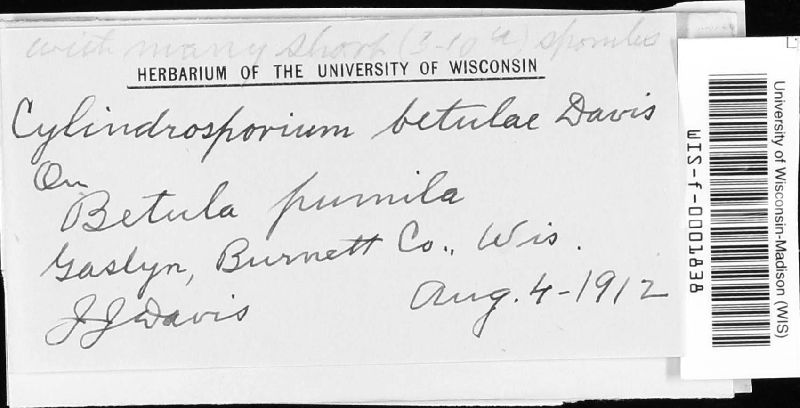 with many short (3-10 µ) sporules
HERBARIUM OF THE UNIVERSITY OF WISCONSIN
Cylindrosporium betulae Davis
On
Betula pumila
Gaslyn, Burnett Co., Wis.
JJ Davis Aug. 4-1912
University of Wisconsin-Madison (WIS)
WIS-f-0001838